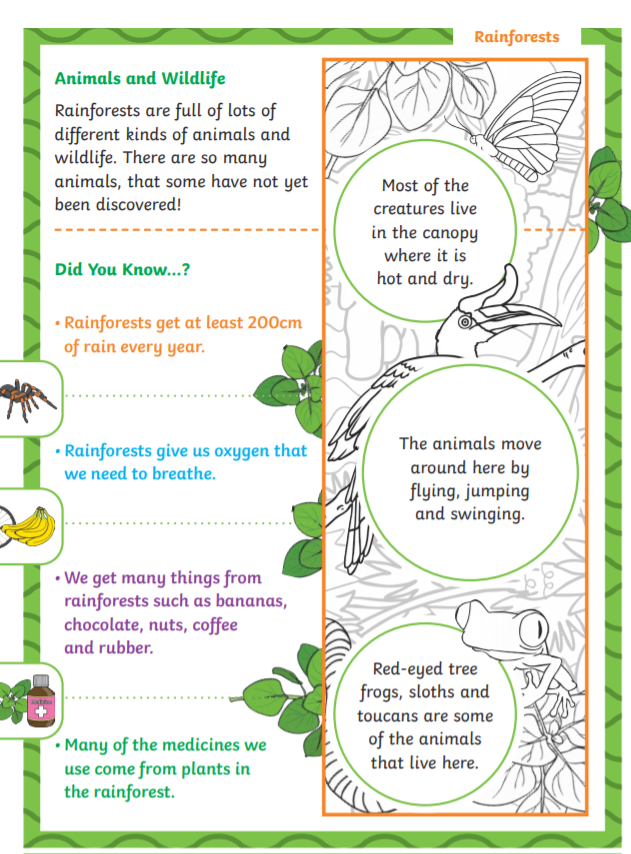 Rainforests
Animals and Wildlife
Rainforests are full of lots of
different kinds of animals and
wildlife. There are so many
animals, that some have not yet
been discovered!
Did You Know...?
• Rainforests get at least 200cm
of rain every year.
• Rainforests give us oxygen that
we need to breathe.
• We get many things from
rainforests such as bananas,
chocolate, nuts, coffee
and rubber.
• Many of the medicines we
use come from plants in
the rainforest.
Most of the
creatures live
in the canopy
where it is
hot and dry.
The animals move
around here by
flying, jumping
and swinging.
Red-eyed tree
frogs, sloths and
toucans are some
of the animals
that live here.